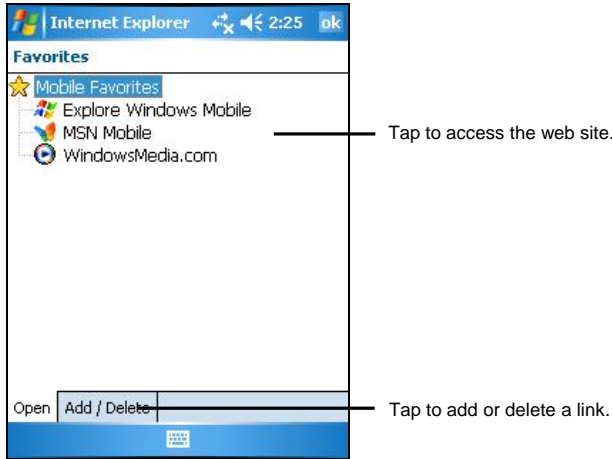 Internet Explorer 2:25 ok
Favorites
Mobile Favorites
Explore Windows Mobile
MSN Mobile
WindowsMedia.com
Tap to access the web site.
Open Add / Delete
Tap to add or delete a link.